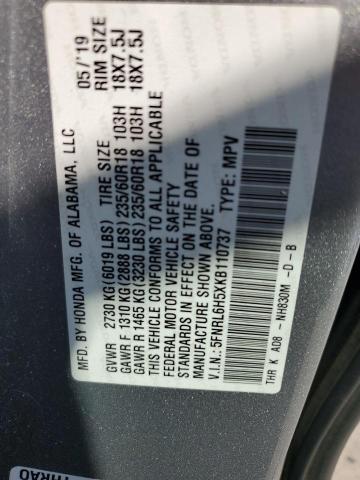 MFD. BY HONDA MFG. OF ALABAMA, LLC 05/'19
TIRE SIZE RIM SIZE
GVWR 2730 KG (6019 LBS)
GAWR F 1310 KG (2888 LBS) 235/60R18 103H 18X7.5J
GAWR R 1465 KG (3230 LBS) 235/60R18 103H 18X7.5J
THIS VEHICLE CONFORMS TO ALL APPLICABLE
FEDERAL MOTOR VEHICLE SAFETY
STANDARDS IN EFFECT ON THE DATE OF
MANUFACTURE SHOWN ABOVE.
V.I.N.: 5FNRL6H5XKB110737 TYPE: MPV
THR K AD8 - NH830M - D - B